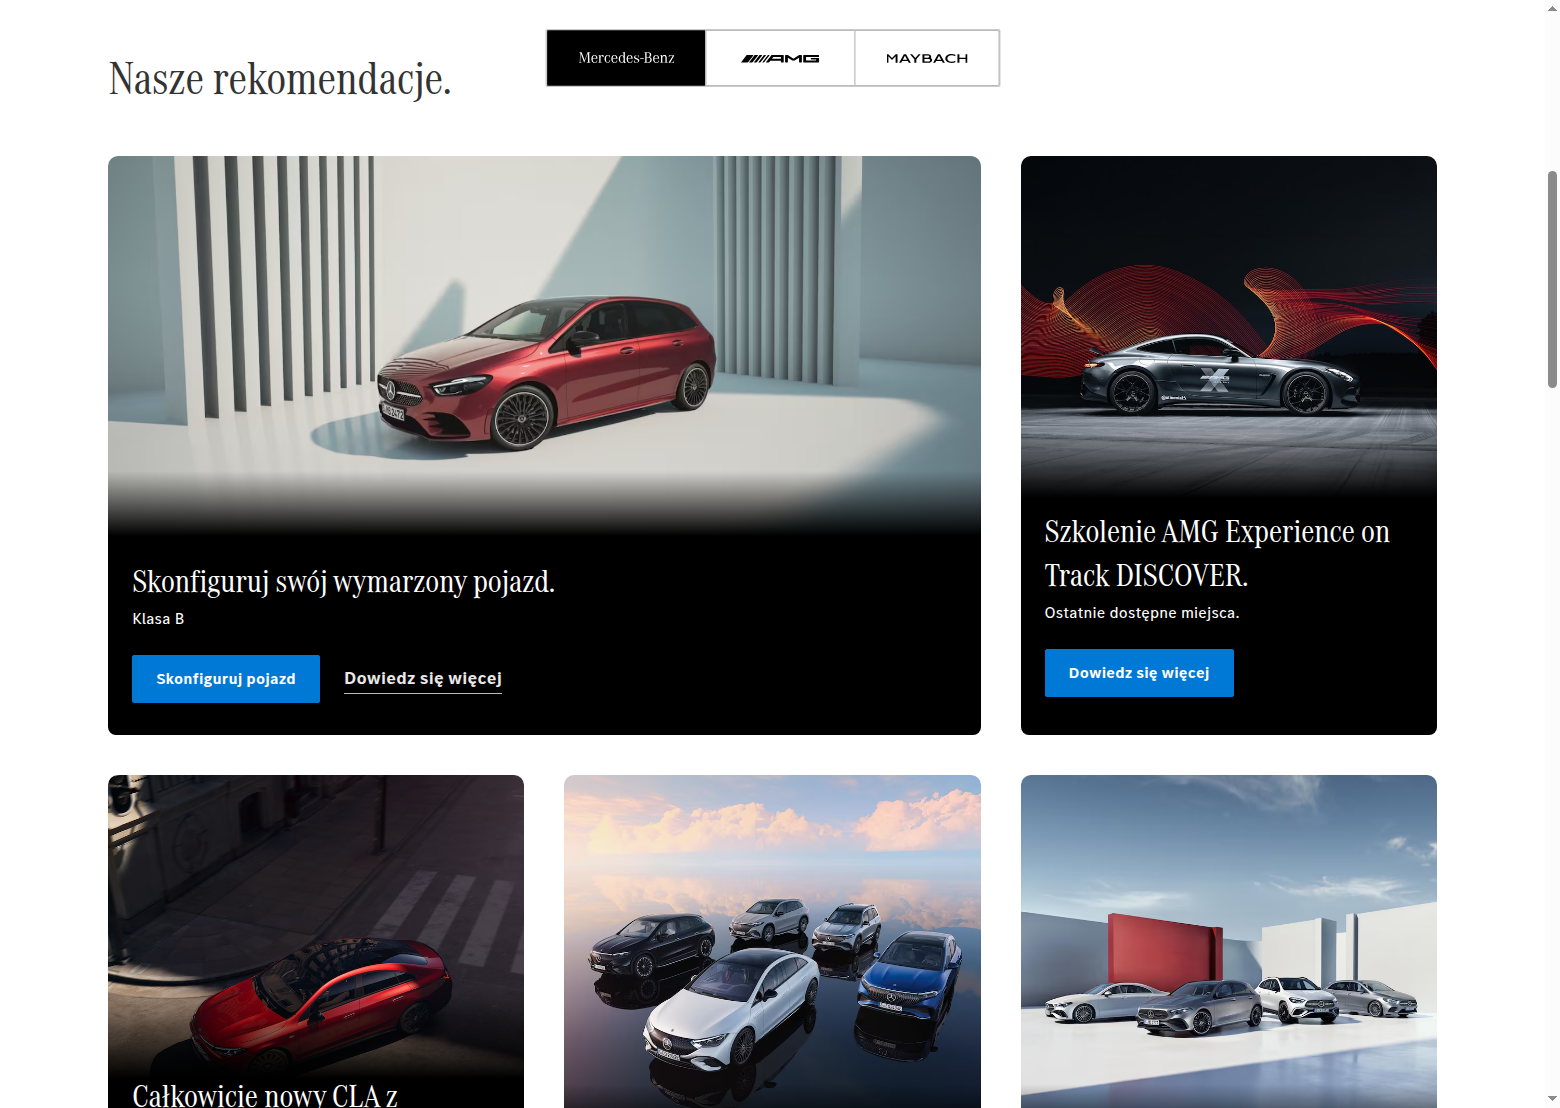 Nasze rekomendacje.
Mercedes-Benz
AMG
MAYBACH
Skonfiguruj swój wymarzony pojazd.
Klasa B
Skonfiguruj pojazd
Dowiedz się więcej
Szkolenie AMG Experience on
Track DISCOVER.
Ostatnie dostępne miejsca.
Dowiedz się więcej
Całkowicie nowy CLA z